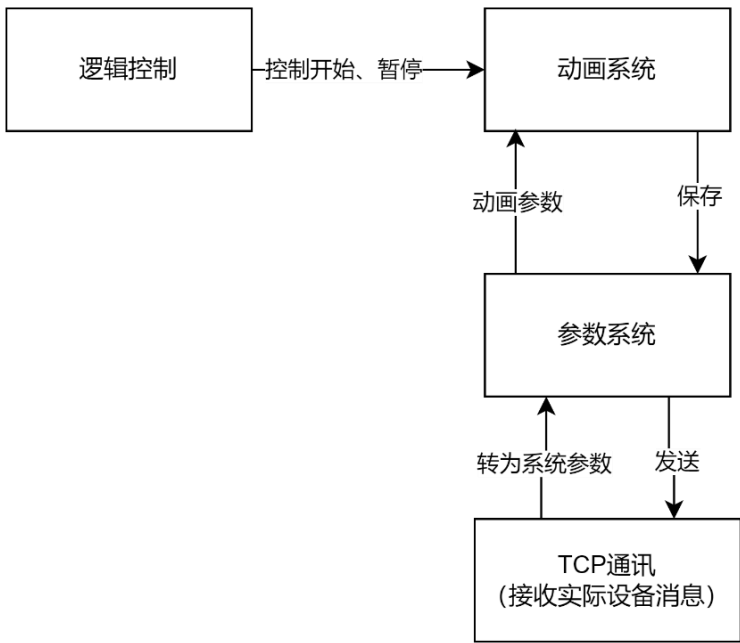 逻辑控制
控制开始、暂停
动画系统
动画参数
保存
参数系统
转为系统参数
发送
TCP通讯
（接收实际设备消息）